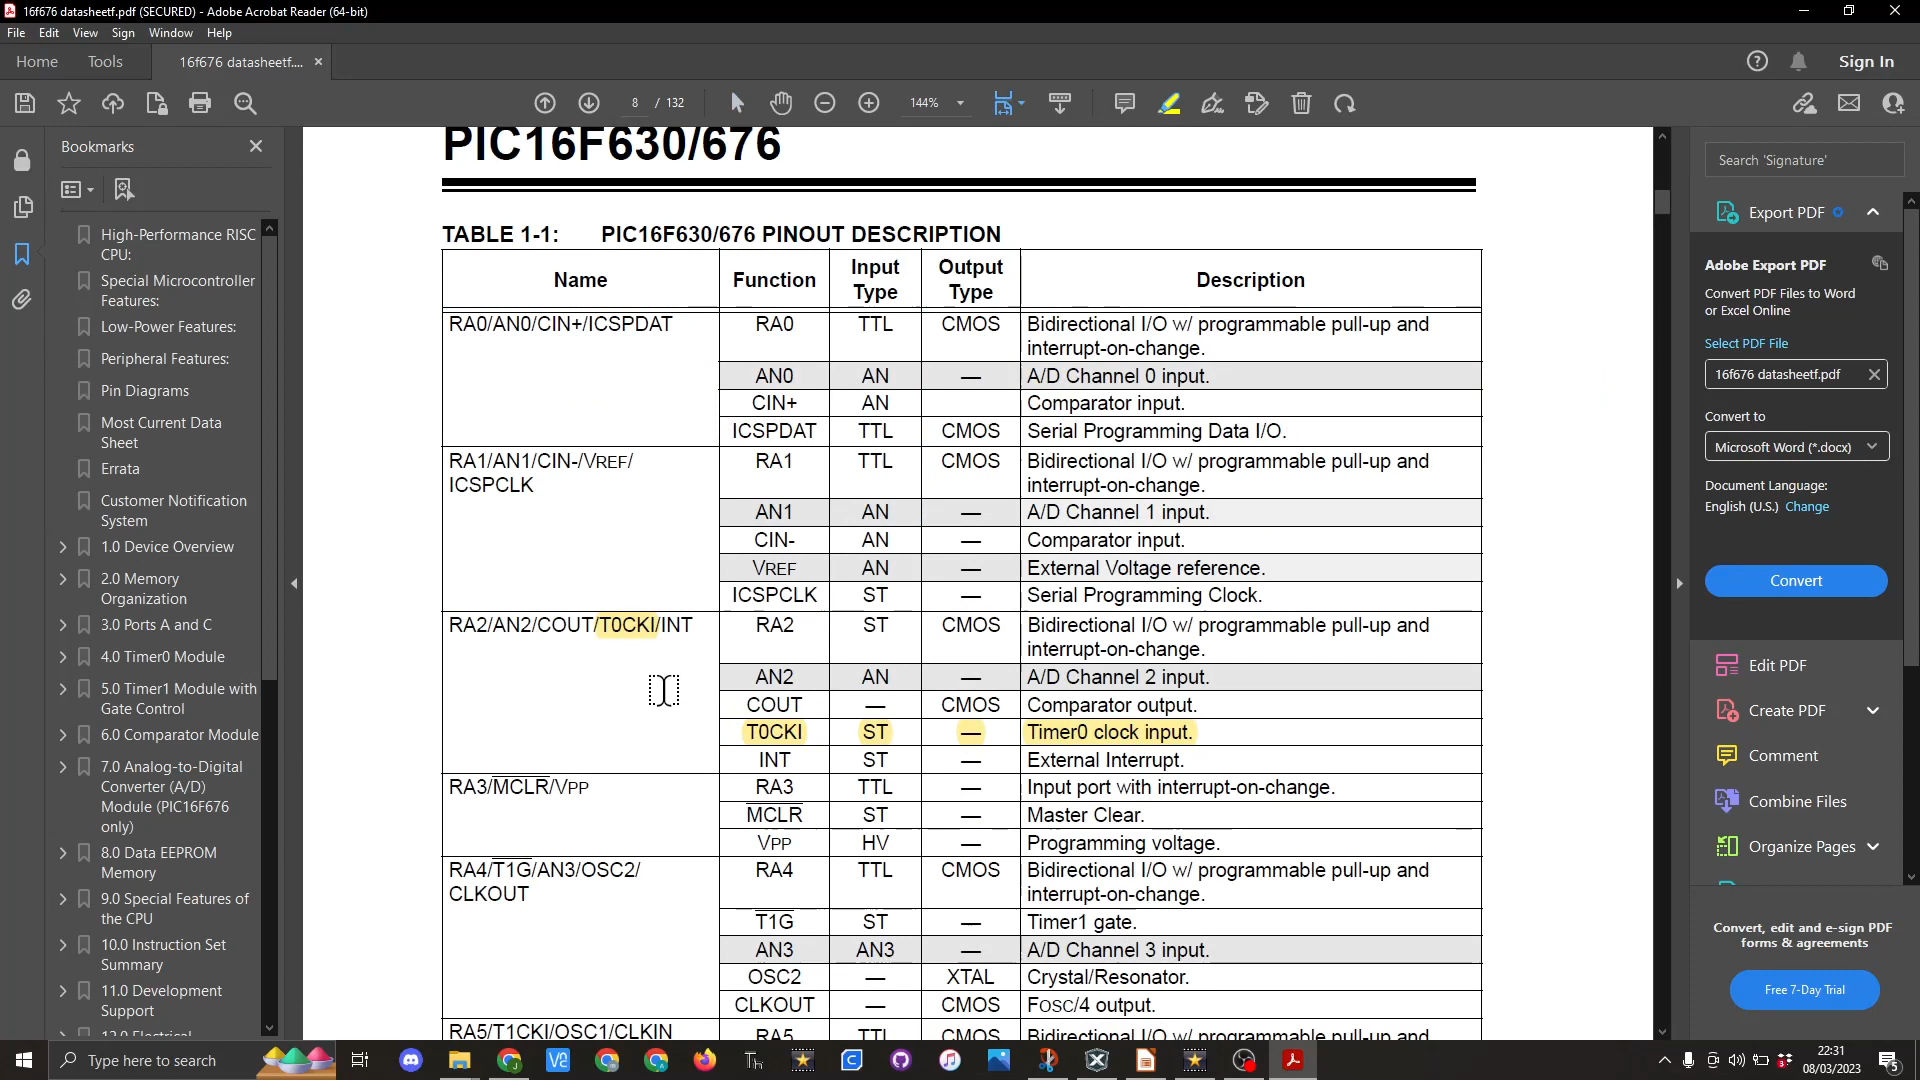 16f676 datasheetf.pdf (SECURED) - Adobe Acrobat Reader (64-bit)
File Edit View Sign Window Help
Home Tools 16f676 datasheetf.... × Sign In
8 / 132 144%
Bookmarks
High-Performance RISC
CPU:
Special Microcontroller
Features:
Low-Power Features:
Peripheral Features:
Pin Diagrams
Most Current Data
Sheet
Errata
Customer Notification
System
1.0 Device Overview
2.0 Memory
Organization
3.0 Ports A and C
4.0 Timer0 Module
5.0 Timer1 Module with
Gate Control
6.0 Comparator Module
7.0 Analog-to-Digital
Converter (A/D)
Module (PIC16F676
only)
8.0 Data EEPROM
Memory
9.0 Special Features of
the CPU
10.0 Instruction Set
Summary
11.0 Development
Support
PIC16F630/676
TABLE 1-1: PIC16F630/676 PINOUT DESCRIPTION
Name Function Input Type Output Type Description
RA0/AN0/CIN+/ICSPDAT RA0 TTL CMOS Bidirectional I/O w/ programmable pull-up and
interrupt-on-change.
AN0 AN — A/D Channel 0 input.
CIN+ AN Comparator input.
ICSPDAT TTL CMOS Serial Programming Data I/O.
RA1/AN1/CIN-/VREF/ RA1 TTL CMOS Bidirectional I/O w/ programmable pull-up and
ICSPCLK interrupt-on-change.
AN1 AN — A/D Channel 1 input.
CIN- AN — Comparator input.
VREF AN — External Voltage reference.
ICSPCLK ST — Serial Programming Clock.
RA2/AN2/COUT/T0CKI/INT RA2 ST CMOS Bidirectional I/O w/ programmable pull-up and
interrupt-on-change.
AN2 AN — A/D Channel 2 input.
COUT — CMOS Comparator output.
T0CKI ST — Timer0 clock input.
INT ST — External Interrupt.
RA3/MCLR/VPP RA3 TTL — Input port with interrupt-on-change.
MCLR ST — Master Clear.
VPP HV — Programming voltage.
RA4/T1G/AN3/OSC2/ RA4 TTL CMOS Bidirectional I/O w/ programmable pull-up and
CLKOUT interrupt-on-change.
T1G ST — Timer1 gate.
AN3 AN3 — A/D Channel 3 input.
OSC2 — XTAL Crystal/Resonator.
CLKOUT — CMOS FOSC/4 output.
RA5/T1CKI/OSC1/CLKIN RA5 TTL CMOS Bidirectional I/O w/ programmable pull-up and
Search 'Signature'
Export PDF
Adobe Export PDF
Convert PDF Files to Word
or Excel Online
Select PDF File
16f676 datasheetf.pdf
Convert to
Microsoft Word (*.docx)
Document Language:
English (U.S.) Change
Convert
Edit PDF
Create PDF
Comment
Combine Files
Organize Pages
Convert, edit and e-sign PDF
forms & agreements
Free 7-Day Trial
Type here to search
22:31
08/03/2023
5